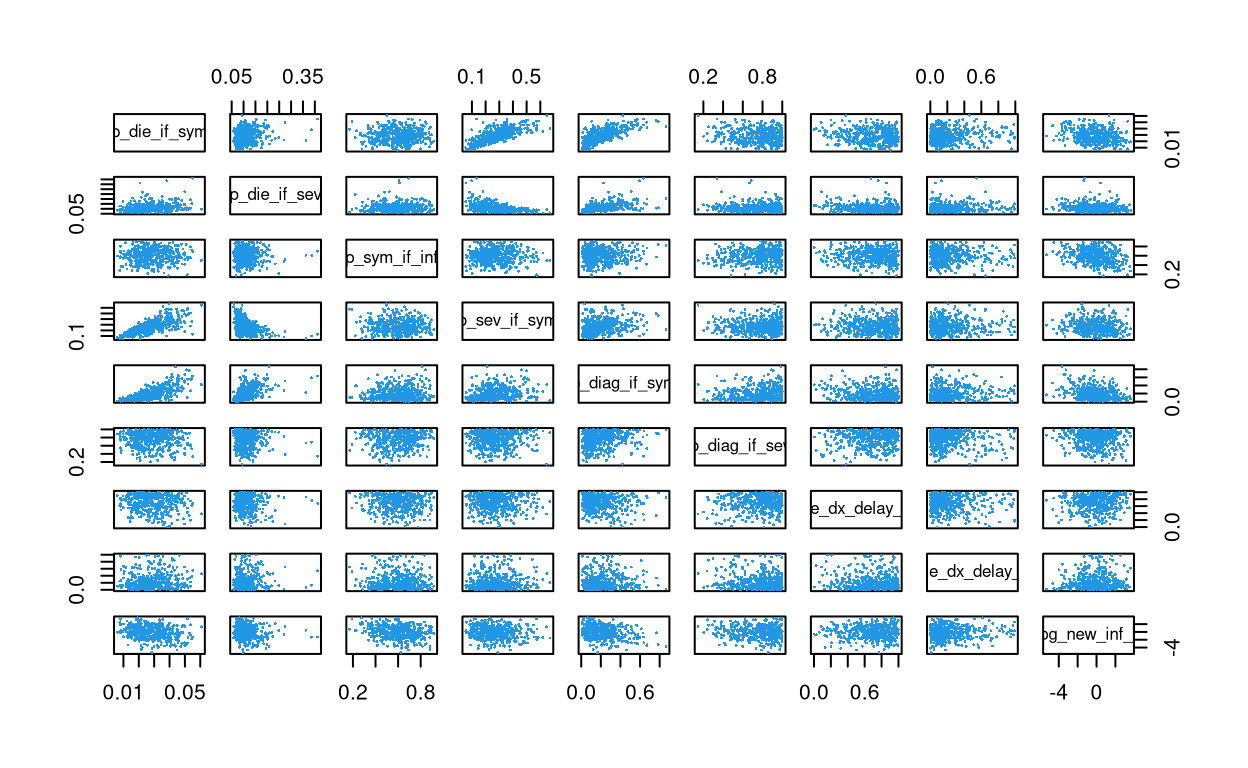 0.05 0.35 0.1 0.5 0.2 0.8 0.0 0.6
p_die_if_sym 0.01
0.05 p_die_if_sev
p_sym_if_inf 0.2
0.1 p_sev_if_sym
_diag_if_sym 0.0
0.2 p_diag_if_sev
e_dx_delay_ 0.0
0.0 e_dx_delay_
og_new_inf_ -4
0.01 0.05 0.2 0.8 0.0 0.6 0.0 0.6 -4 0